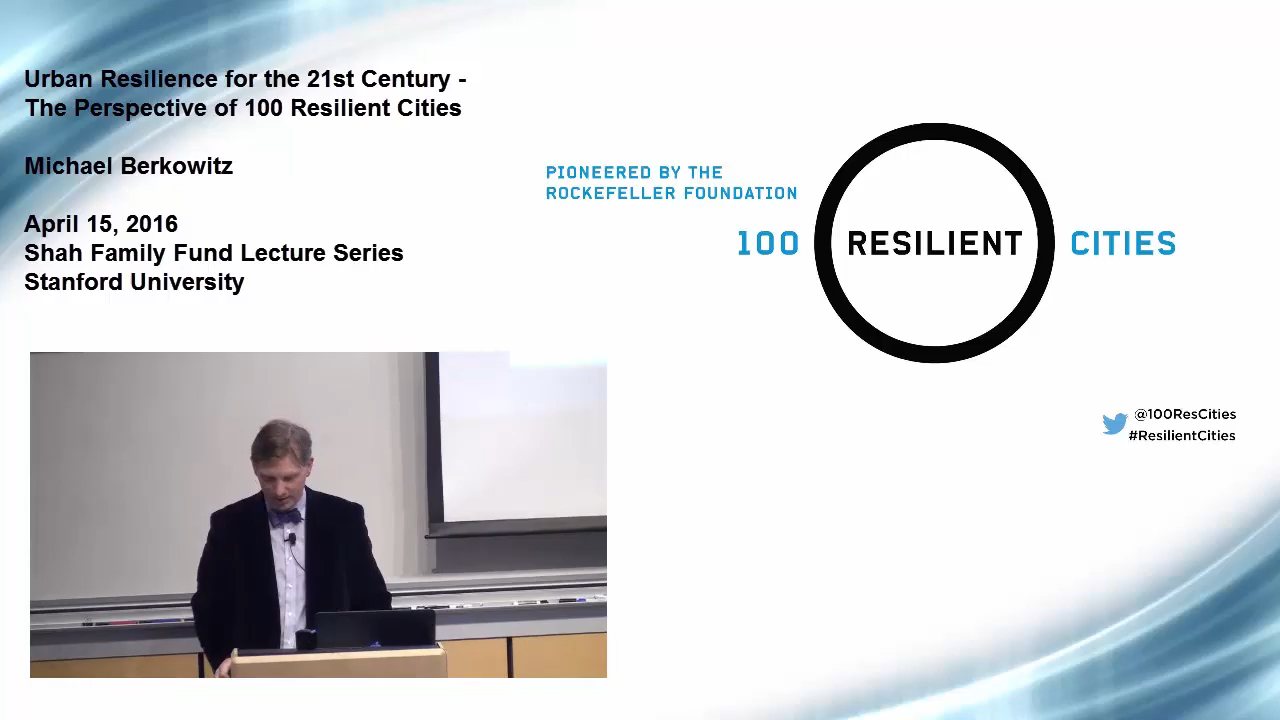 Urban Resilience for the 21st Century -
The Perspective of 100 Resilient Cities
Michael Berkowitz
April 15, 2016
Shah Family Fund Lecture Series
Stanford University
PIONEERED BY THE
ROCKEFELLER FOUNDATION
100 RESILIENT CITIES
@100ResCities
#ResilientCities